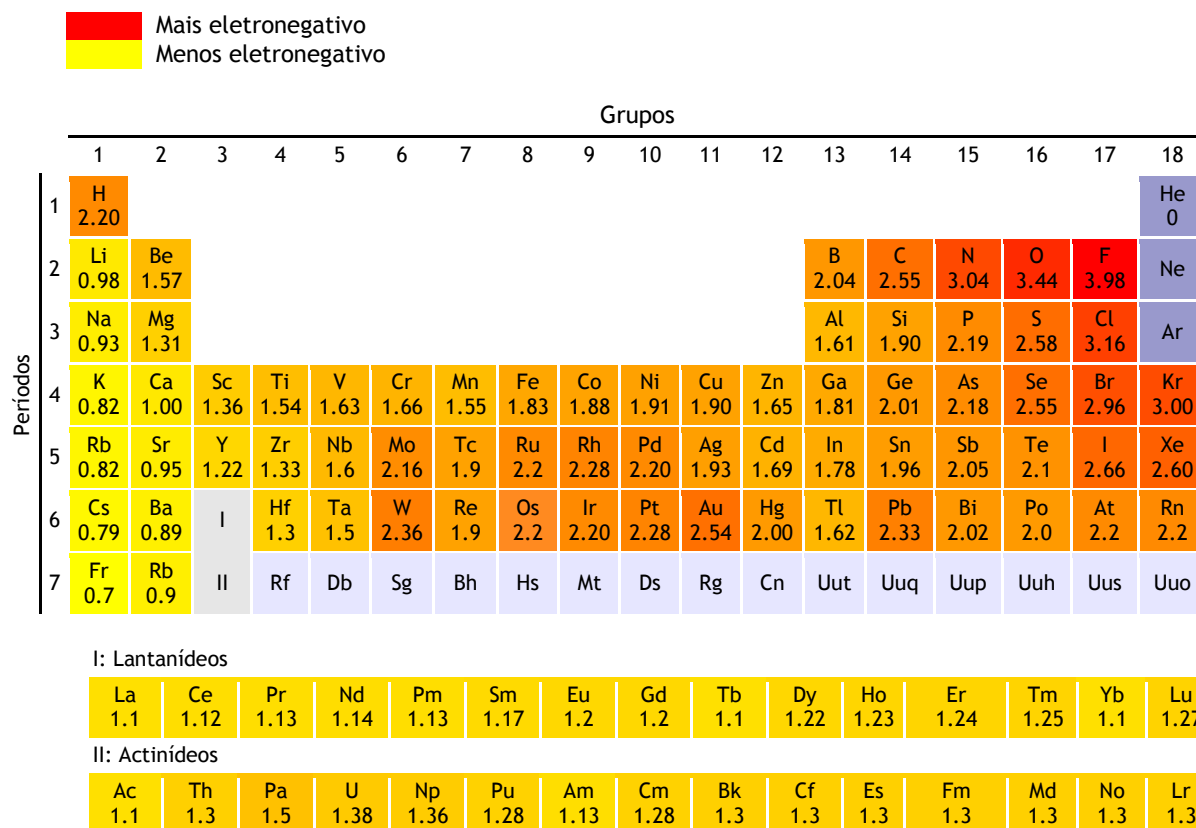 Mais eletronegativo
Menos eletronegativo
Grupos
1 2 3 4 5 6 7 8 9 10 11 12 13 14 15 16 17 18
Períodos
1
H He
2.20 0
2
Li Be B C N O F Ne
0.98 1.57 2.04 2.55 3.04 3.44 3.98
3
Na Mg Al Si P S Cl Ar
0.93 1.31 1.61 1.90 2.19 2.58 3.16
4
K Ca Sc Ti V Cr Mn Fe Co Ni Cu Zn Ga Ge As Se Br Kr
0.82 1.00 1.36 1.54 1.63 1.66 1.55 1.83 1.88 1.91 1.90 1.65 1.81 2.01 2.18 2.55 2.96 3.00
5
Rb Sr Y Zr Nb Mo Tc Ru Rh Pd Ag Cd In Sn Sb Te I Xe
0.82 0.95 1.22 1.33 1.6 2.16 1.9 2.2 2.28 2.20 1.93 1.69 1.78 1.96 2.05 2.1 2.66 2.60
6
Cs Ba I Hf Ta W Re Os Ir Pt Au Hg Tl Pb Bi Po At Rn
0.79 0.89 1.3 1.5 2.36 1.9 2.2 2.20 2.28 2.54 2.00 1.62 2.33 2.02 2.0 2.2 2.2
7
Fr Rb II Rf Db Sg Bh Hs Mt Ds Rg Cn Uut Uuq Uup Uuh Uus Uuo
0.7 0.9
I: Lantanídeos
La Ce Pr Nd Pm Sm Eu Gd Tb Dy Ho Er Tm Yb Lu
1.1 1.12 1.13 1.14 1.13 1.17 1.2 1.2 1.1 1.22 1.23 1.24 1.25 1.1 1.27
II: Actinídeos
Ac Th Pa U Np Pu Am Cm Bk Cf Es Fm Md No Lr
1.1 1.3 1.5 1.38 1.36 1.28 1.13 1.28 1.3 1.3 1.3 1.3 1.3 1.3 1.3